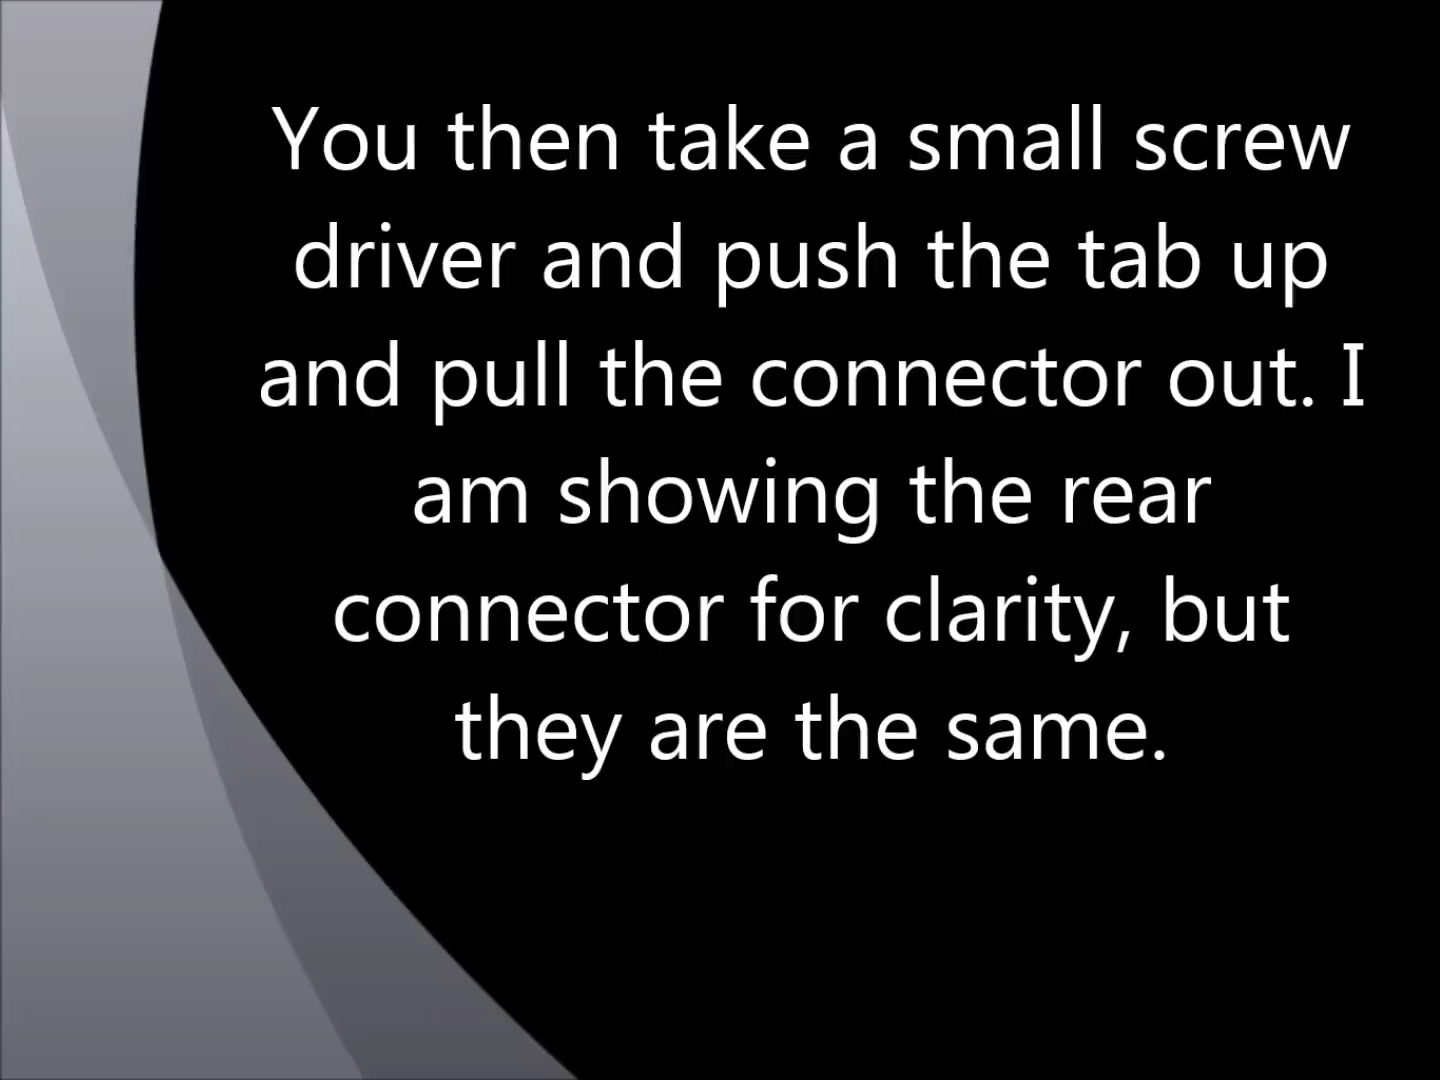 You then take a small screw
driver and push the tab up
and pull the connector out. I
am showing the rear
connector for clarity, but
they are the same.